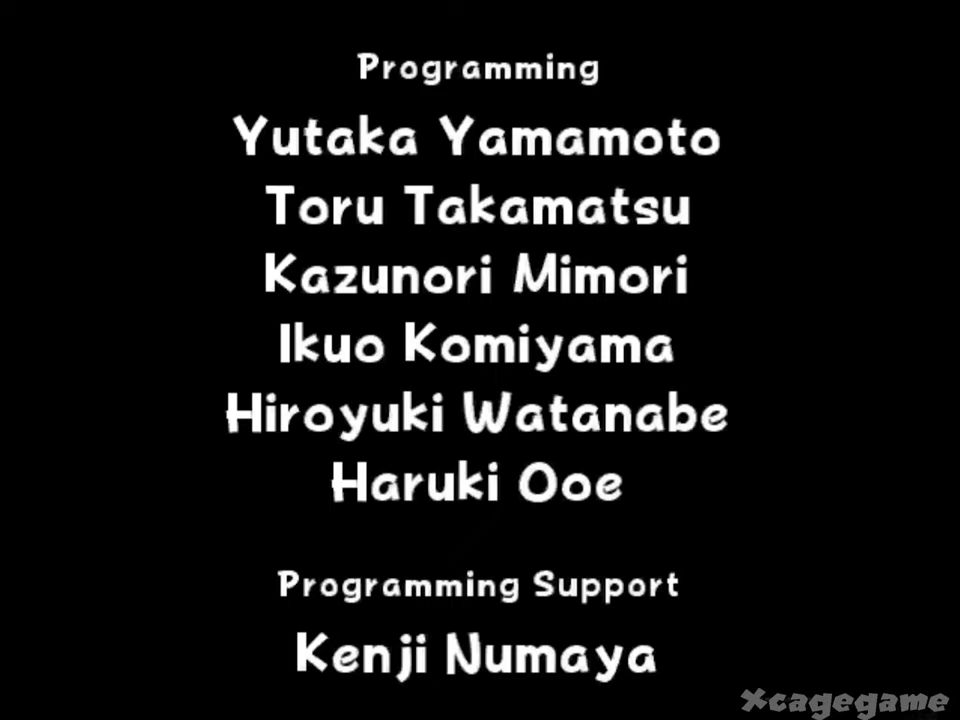 Programming
Yutaka Yamamoto
Toru Takamatsu
Kazunori Mimori
Ikuo Komiyama
Hiroyuki Watanabe
Haruki Ooe
Programming Support
Kenji Numaya
Xcagegame